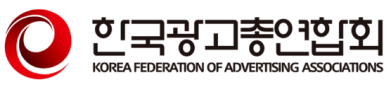 한국광고총연합회
KOREA FEDERATION OF ADVERTISING ASSOCIATIONS